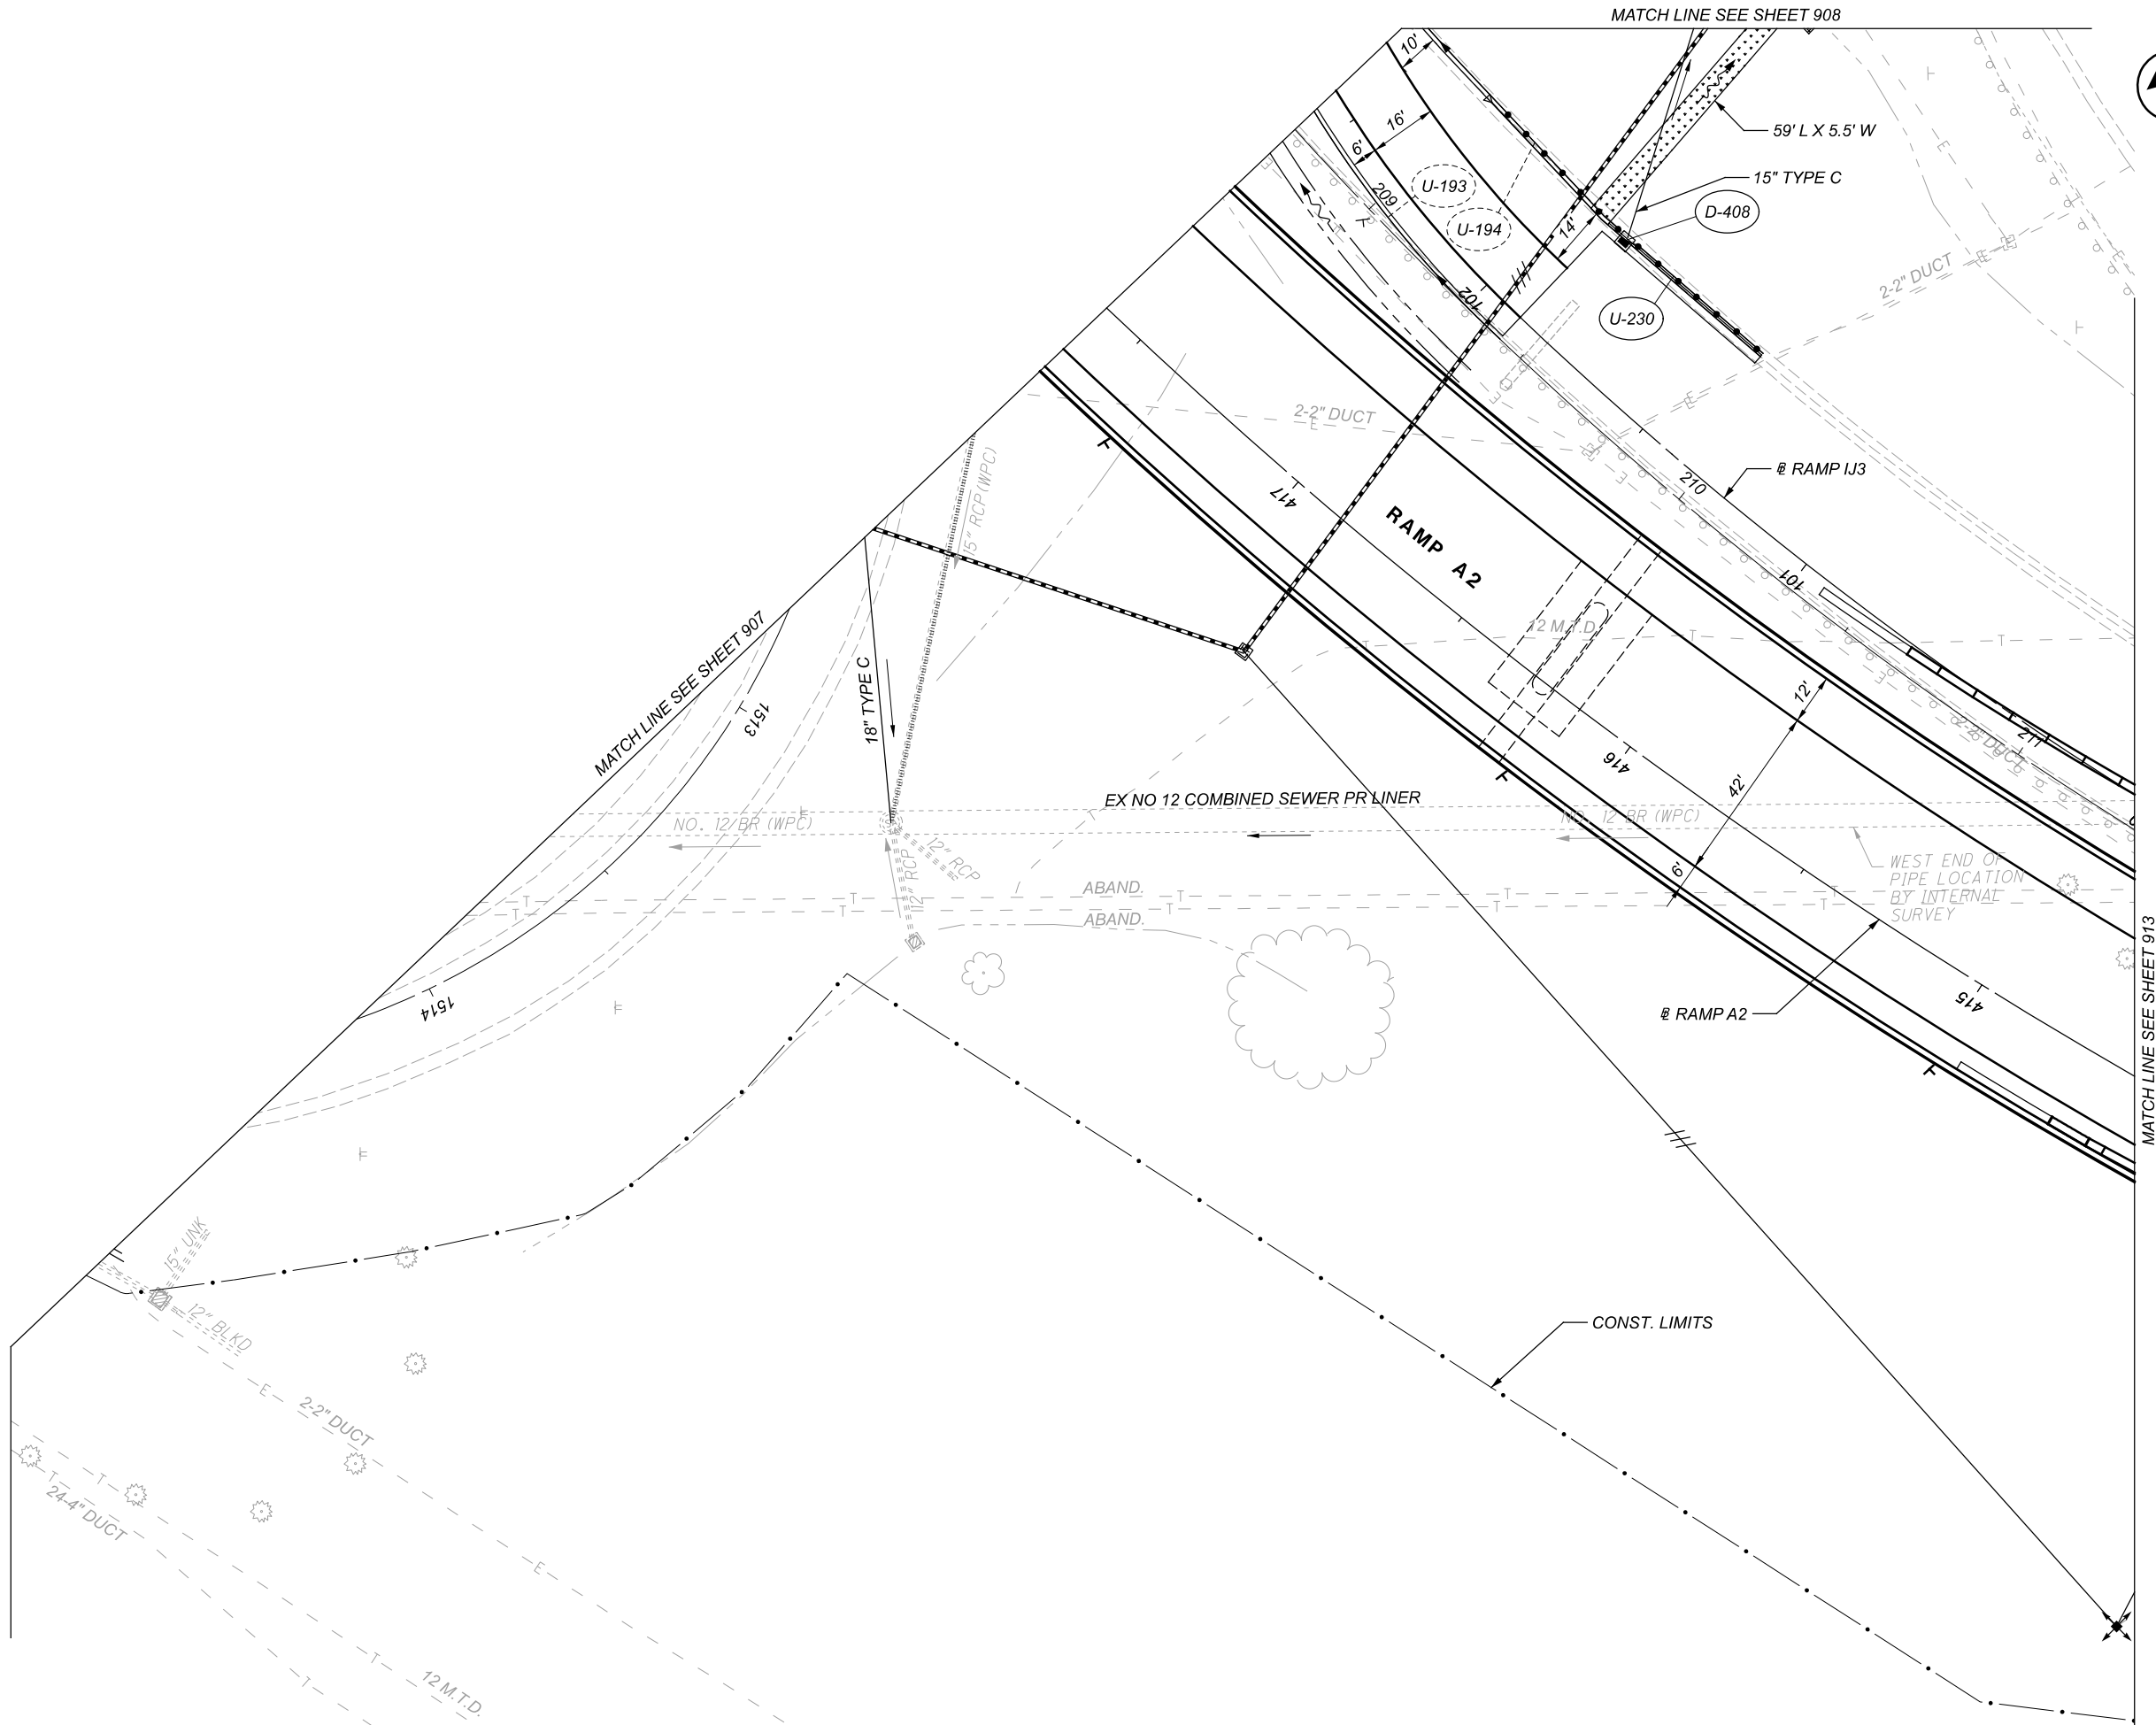 MATCH LINE SEE SHEET 908
10'
16'
6'
59' L X 5.5' W
15" TYPE C
D-408
U-193
209
U-194
14'
2-2" DUCT
E
102
U-230
2-2" DUCT
E
15" RCP(WPC)
℄ RAMP IJ3
210
417
RAMP A2
101
12 M.T.D.
MATCH LINE SEE SHEET 907
18" TYPE C
1513
12'
211
2-2" DUCT
416
42'
EX NO 12 COMBINED SEWER PR LINER
NO. 12/BR (WPC)
NO. 12 BR (WPC)
12" RCP
12" RCP
6'
WEST END OF
PIPE LOCATION
BY INTERNAL
SURVEY
ABAND.
ABAND.
1514
415
℄ RAMP A2
MATCH LINE SEE SHEET 913
15" UNK
12" BLKD
CONST. LIMITS
2-2" DUCT
E
24-4" DUCT
T
12 M.T.D.